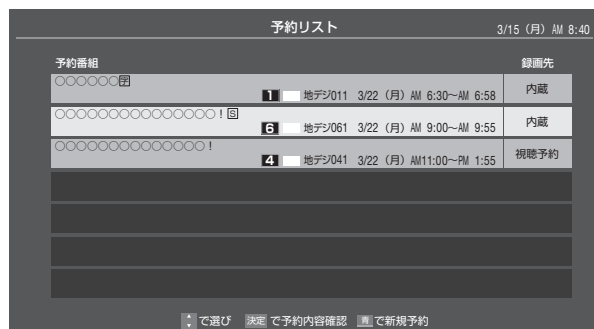 予約リスト
3/15（月）AM 8:40
予約番組 録画先
○○○○○○字
1 地デジ011 3/22（月）AM 6:30～AM 6:58 内蔵
○○○○○○○○○○○○○○○！S
6 地デジ061 3/22（月）AM 9:00～AM 9:55 内蔵
○○○○○○○○○○○○○○！
4 地デジ041 3/22（月）AM11:00～PM 1:55 視聴予約
で選び 決定 で予約内容確認 青 で新規予約